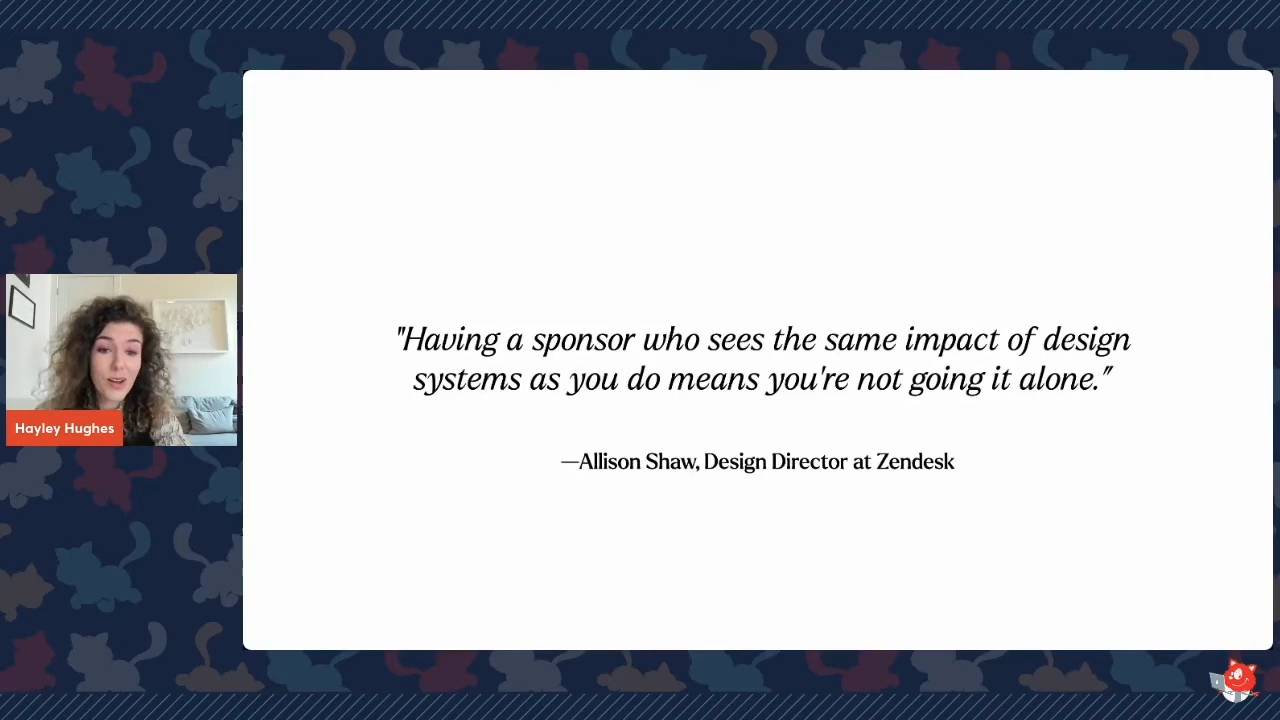 "Having a sponsor who sees the same impact of design
systems as you do means you're not going it alone."
—Allison Shaw, Design Director at Zendesk
Hayley Hughes